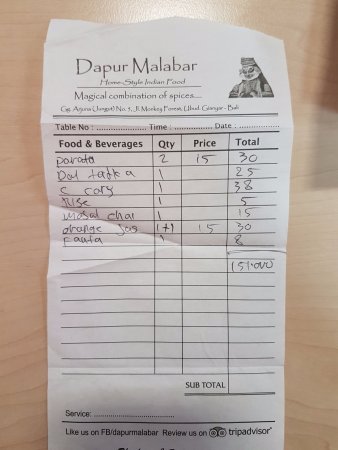 Dapur Malabar
Home-Style Indian Food
Magical combination of spices....
Gg. Arjuna (Jungut) No. 5, Jl. Monkey Forest, Ubud. Gianyar - Bali
Table No : ................ Time : ................ Date : ................
Food & Beverages Qty Price Total
parata 2 15 30
Dal tafka 1 25
c cory 1 38
Rise 1 5
masal chai 1 15
orange jus 1+1 15 30
Fanta 1 8
151.000
SUB TOTAL
Service: ................................
Like us on FB/dapurmalabar Review us on tripadvisor